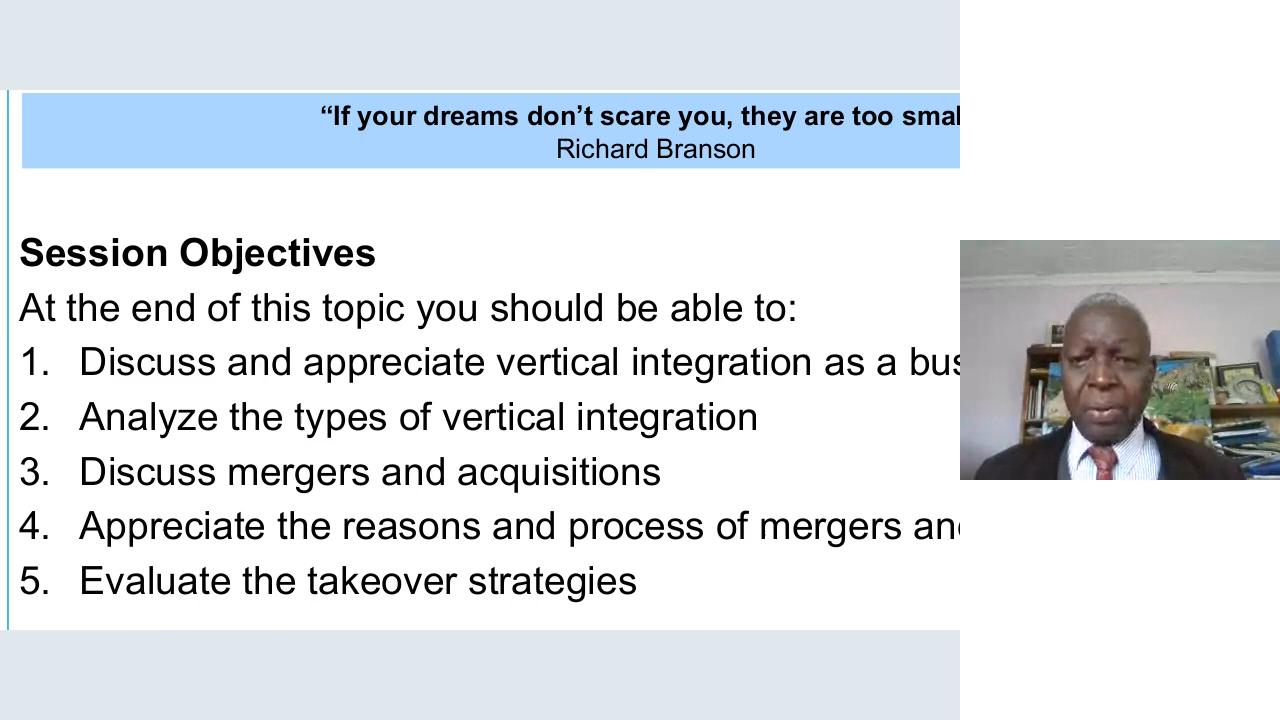 “If your dreams don’t scare you, they are too smal
Richard Branson
Session Objectives
At the end of this topic you should be able to:
1. Discuss and appreciate vertical integration as a bus
2. Analyze the types of vertical integration
3. Discuss mergers and acquisitions
4. Appreciate the reasons and process of mergers and
5. Evaluate the takeover strategies